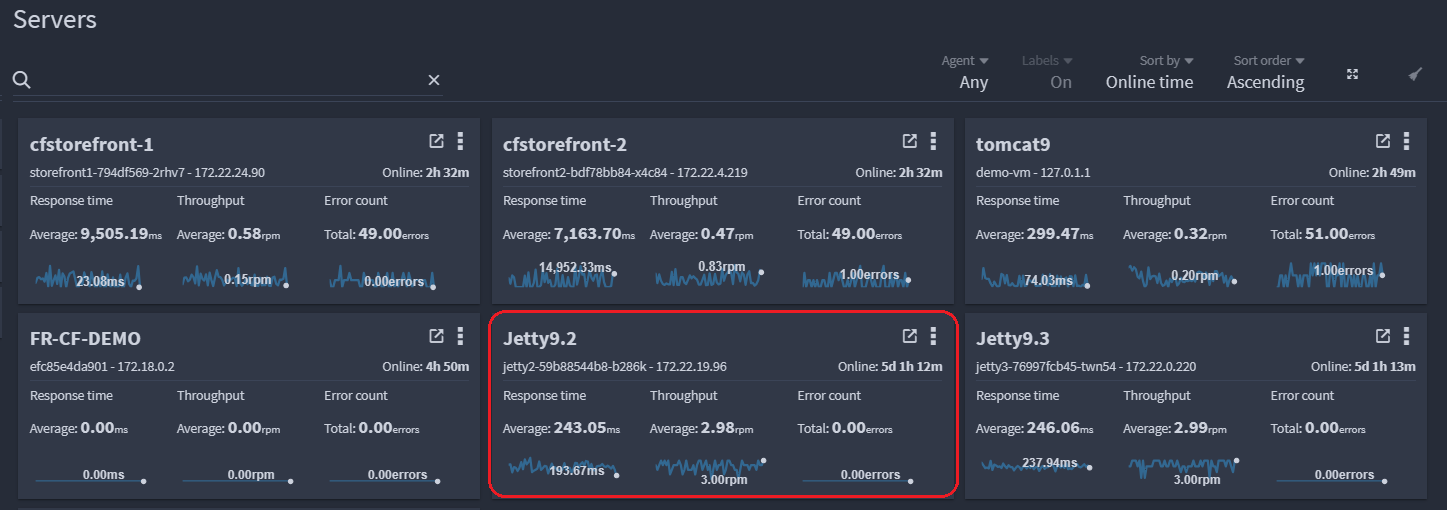 Servers
Agent Labels Sort by Sort order
Any On Online time Ascending
cfstorefront-1
storefront1-794df569-2rhv7 - 172.22.24.90 Online: 2h 32m
Response time Throughput Error count
Average: 9,505.19ms Average: 0.58rpm Total: 49.00errors
23.08ms 0.15rpm 0.00errors
cfstorefront-2
storefront2-bdf78bb84-x4c84 - 172.22.4.219 Online: 2h 32m
Response time Throughput Error count
Average: 7,163.70ms Average: 0.47rpm Total: 49.00errors
14,952.33ms 0.83rpm 1.00errors
tomcat9
demo-vm - 127.0.1.1 Online: 2h 49m
Response time Throughput Error count
Average: 299.47ms Average: 0.32rpm Total: 51.00errors
74.03ms 0.20rpm 1.00errors
FR-CF-DEMO
efc85e4da901 - 172.18.0.2 Online: 4h 50m
Response time Throughput Error count
Average: 0.00ms Average: 0.00rpm Total: 0.00errors
0.00ms 0.00rpm 0.00errors
Jetty9.2
jetty2-59b88544b8-b286k - 172.22.19.96 Online: 5d 1h 12m
Response time Throughput Error count
Average: 243.05ms Average: 2.98rpm Total: 0.00errors
193.67ms 3.00rpm 0.00errors
Jetty9.3
jetty3-76997fcb45-twn54 - 172.22.0.220 Online: 5d 1h 13m
Response time Throughput Error count
Average: 246.06ms Average: 2.99rpm Total: 0.00errors
237.94ms 3.00rpm 0.00errors